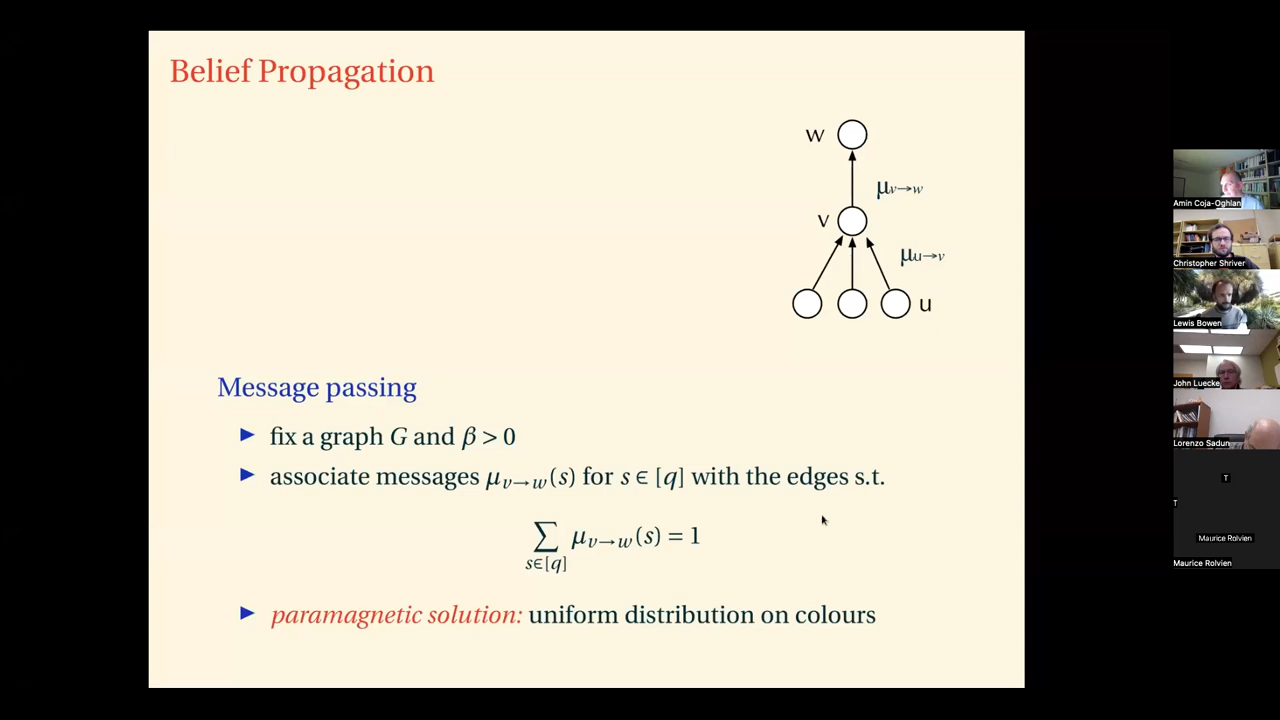 Belief Propagation
w
μv→w
v
μu→v
u
Message passing
fix a graph G and β > 0
associate messages μv→w(s) for s ∈ [q] with the edges s.t.
∑s∈[q] μv→w(s) = 1
paramagnetic solution: uniform distribution on colours
Amin Coja-Oghlan
Christopher Shriver
Lewis Bowen
John Luecke
Lorenzo Sadun
T
T
Maurice Rolvien
Maurice Rolvien